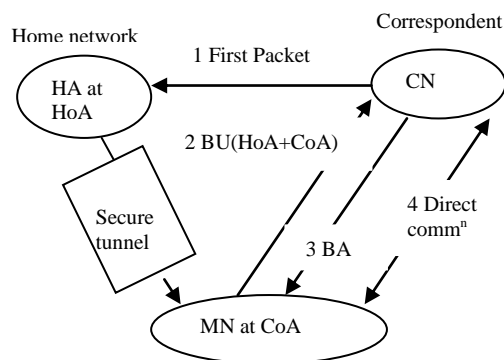 Correspondent
Home network
1 First Packet
HA at
HoA
CN
2 BU(HoA+CoA)
Secure
tunnel
4 Direct
commⁿ
3 BA
MN at CoA